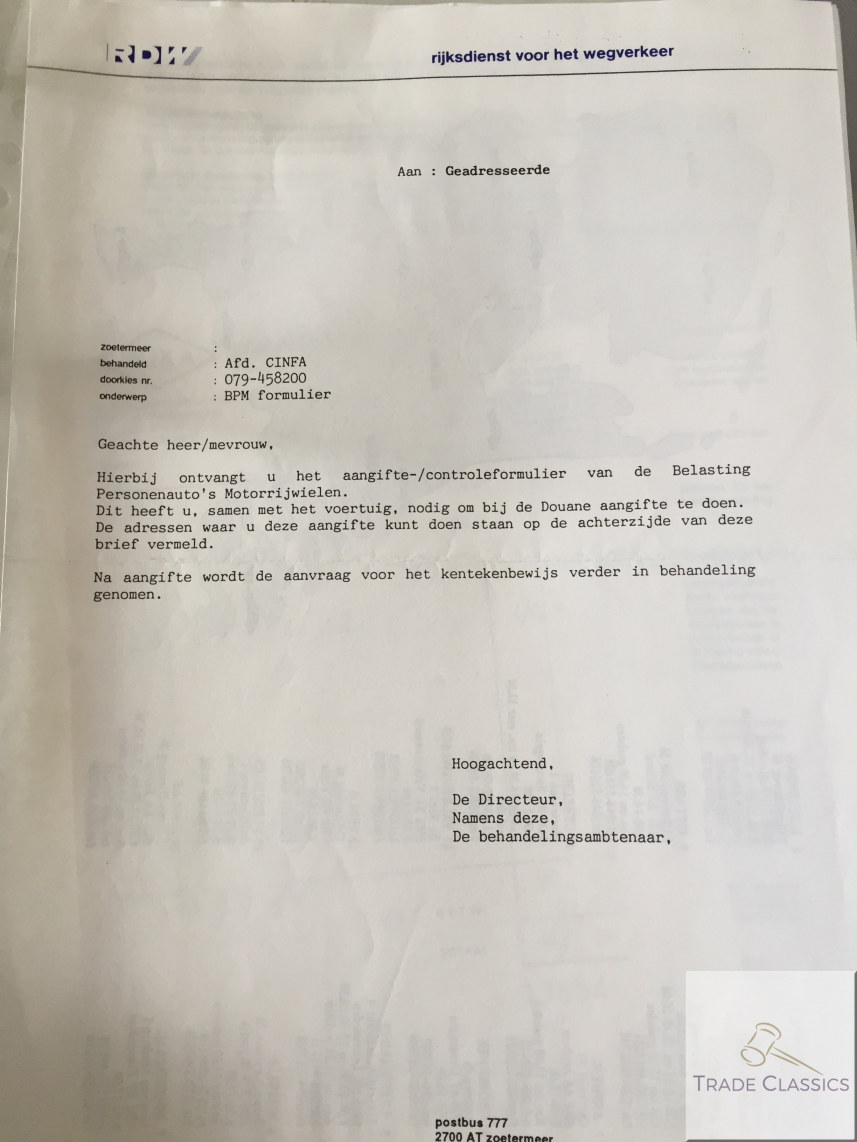 RDW
rijksdienst voor het wegverkeer
Aan : Geadresseerde
zoetermeer :
behandeld : Afd. CINFA
doorkies nr. : 079-458200
onderwerp : BPM formulier
Geachte heer/mevrouw,
Hierbij ontvangt u het aangifte-/controleformulier van de Belasting
Personenauto's Motorrijwielen.
Dit heeft u, samen met het voertuig, nodig om bij de Douane aangifte te doen.
De adressen waar u deze aangifte kunt doen staan op de achterzijde van deze
brief vermeld.
Na aangifte wordt de aanvraag voor het kentekenbewijs verder in behandeling
genomen.
Hoogachtend,
De Directeur,
Namens deze,
De behandelingsambtenaar,
TRADE CLASSICS
postbus 777
2700 AT zoetermeer